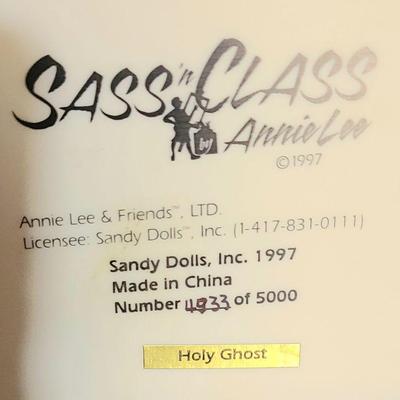 SASS 'n CLASS
by Annie Lee
©1997
Annie Lee & Friends™, LTD.
Licensee: Sandy Dolls™, Inc. (1-417-831-0111)
Sandy Dolls, Inc. 1997
Made in China
Number 4933 of 5000
Holy Ghost